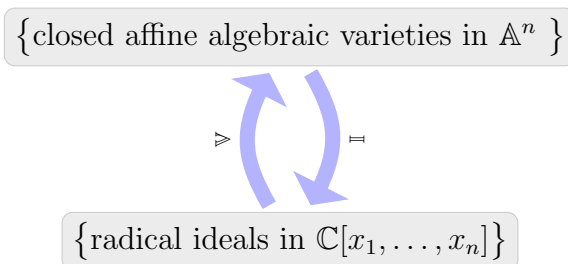 {closed affine algebraic varieties in 𝔸ⁿ }
𝕍 𝕀
{radical ideals in ℂ[x₁, . . . , xₙ]}